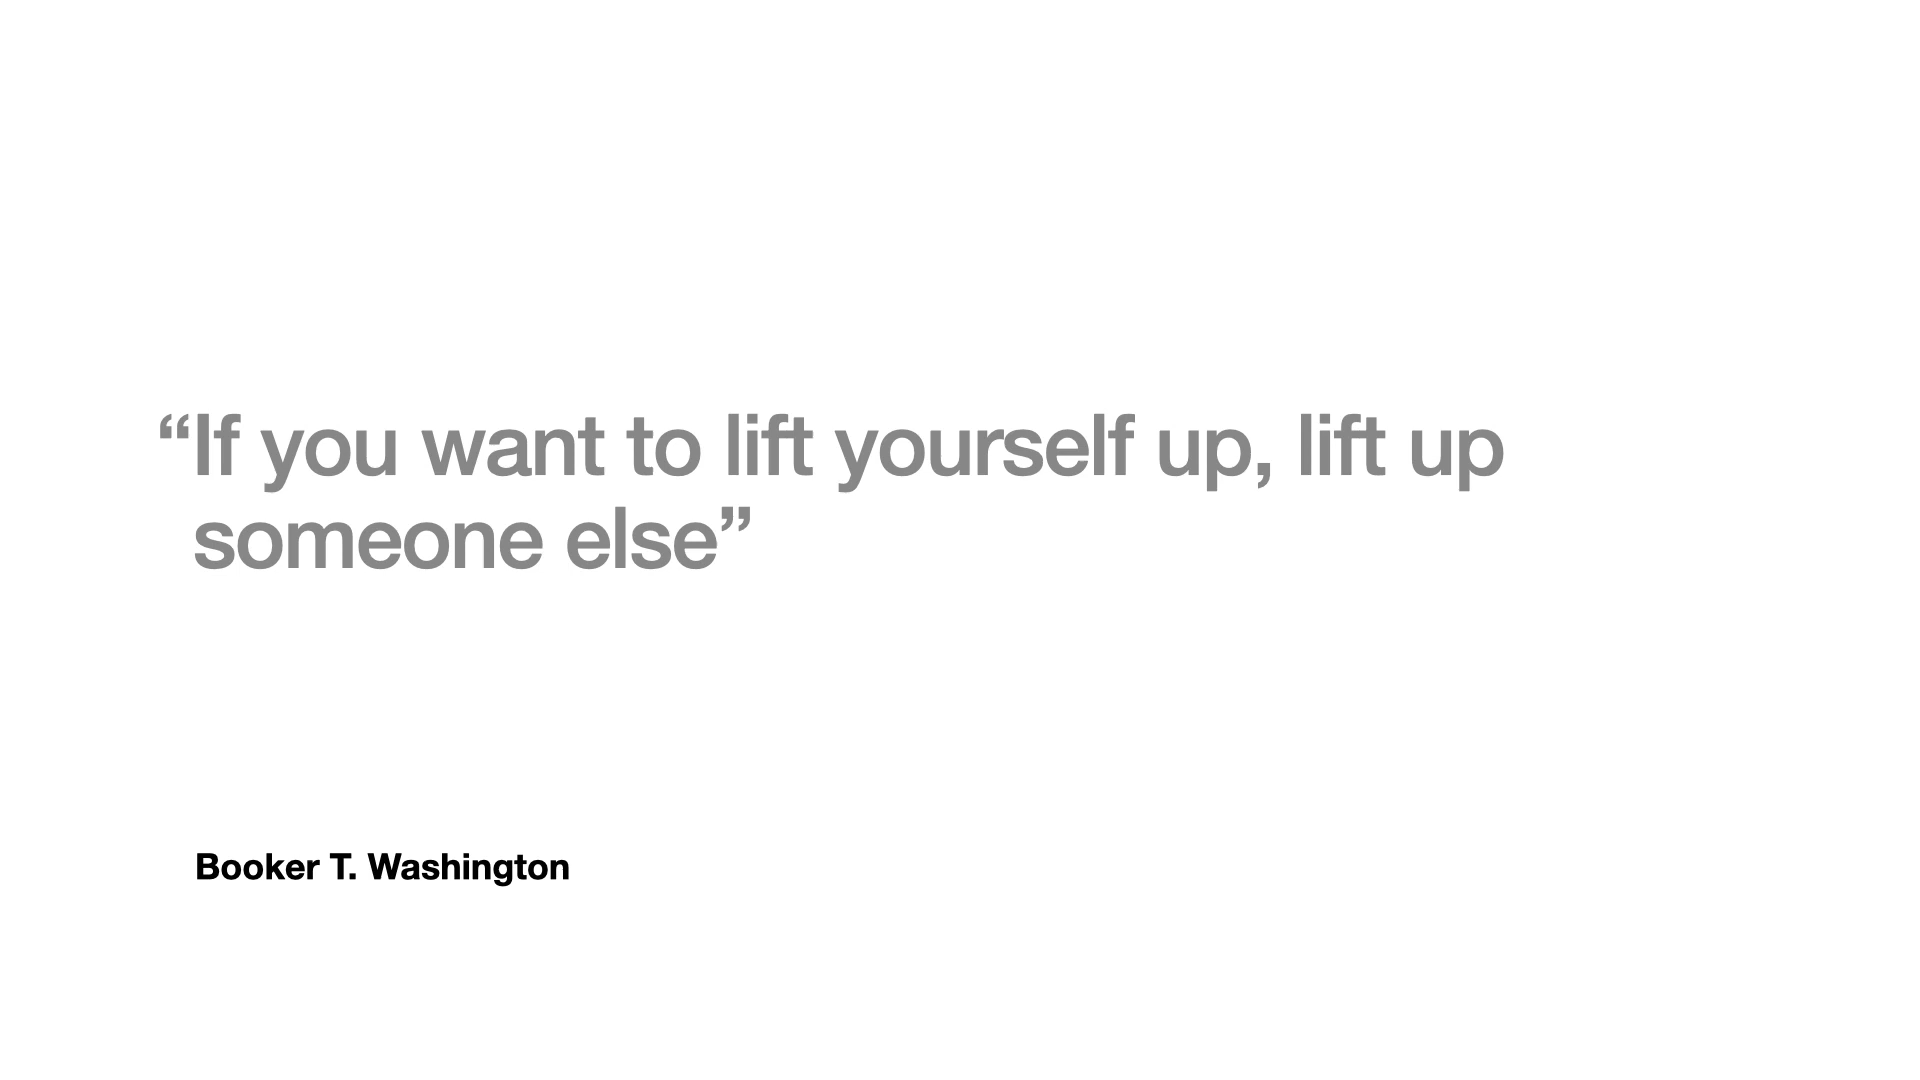 “If you want to lift yourself up, lift up
someone else”
Booker T. Washington